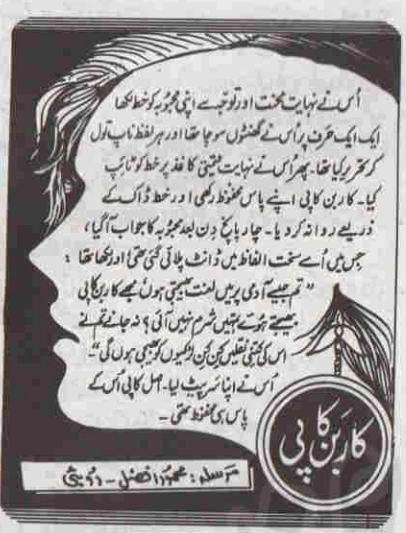 اُس نے نہایت محنت اور توجہ سے اپنی محبوبہ کو خط لکھا
ایک ایک حرف پر اُس نے گھنٹوں سوچا تھا اور ہر لفظ ناپ تول
کر تحریر کیا تھا۔ پھر اُس نے نہایت قیمتی کاغذ پر خط کو ٹائپ
کیا۔ کاربن کاپی اپنے پاس محفوظ رکھی اور خط ڈاک کے
ذریعے روانہ کر دیا۔ چار پانچ دن بعد محبوبہ کا جواب آ گیا،
جس میں اُسے سخت الفاظ میں ڈانٹ پلائی گئی تھی اور لکھا تھا :
” تم جیسے آدمی پر میں لعنت بھیجتی ہوں مجھے کاربن کاپی
بھیجتے ہوئے تمہیں شرم نہیں آئی ؟ نہ جانے تم نے
اس کی کتنی نقلیں کن کن لڑکیوں کو بھیجی ہوں گی “۔
اُس نے اپنا سر پیٹ لیا۔ اصل کاپی اُس کے
پاس ہی محفوظ تھی ۔
کاربن کاپی
مرسلہ : محمود افضل ۔